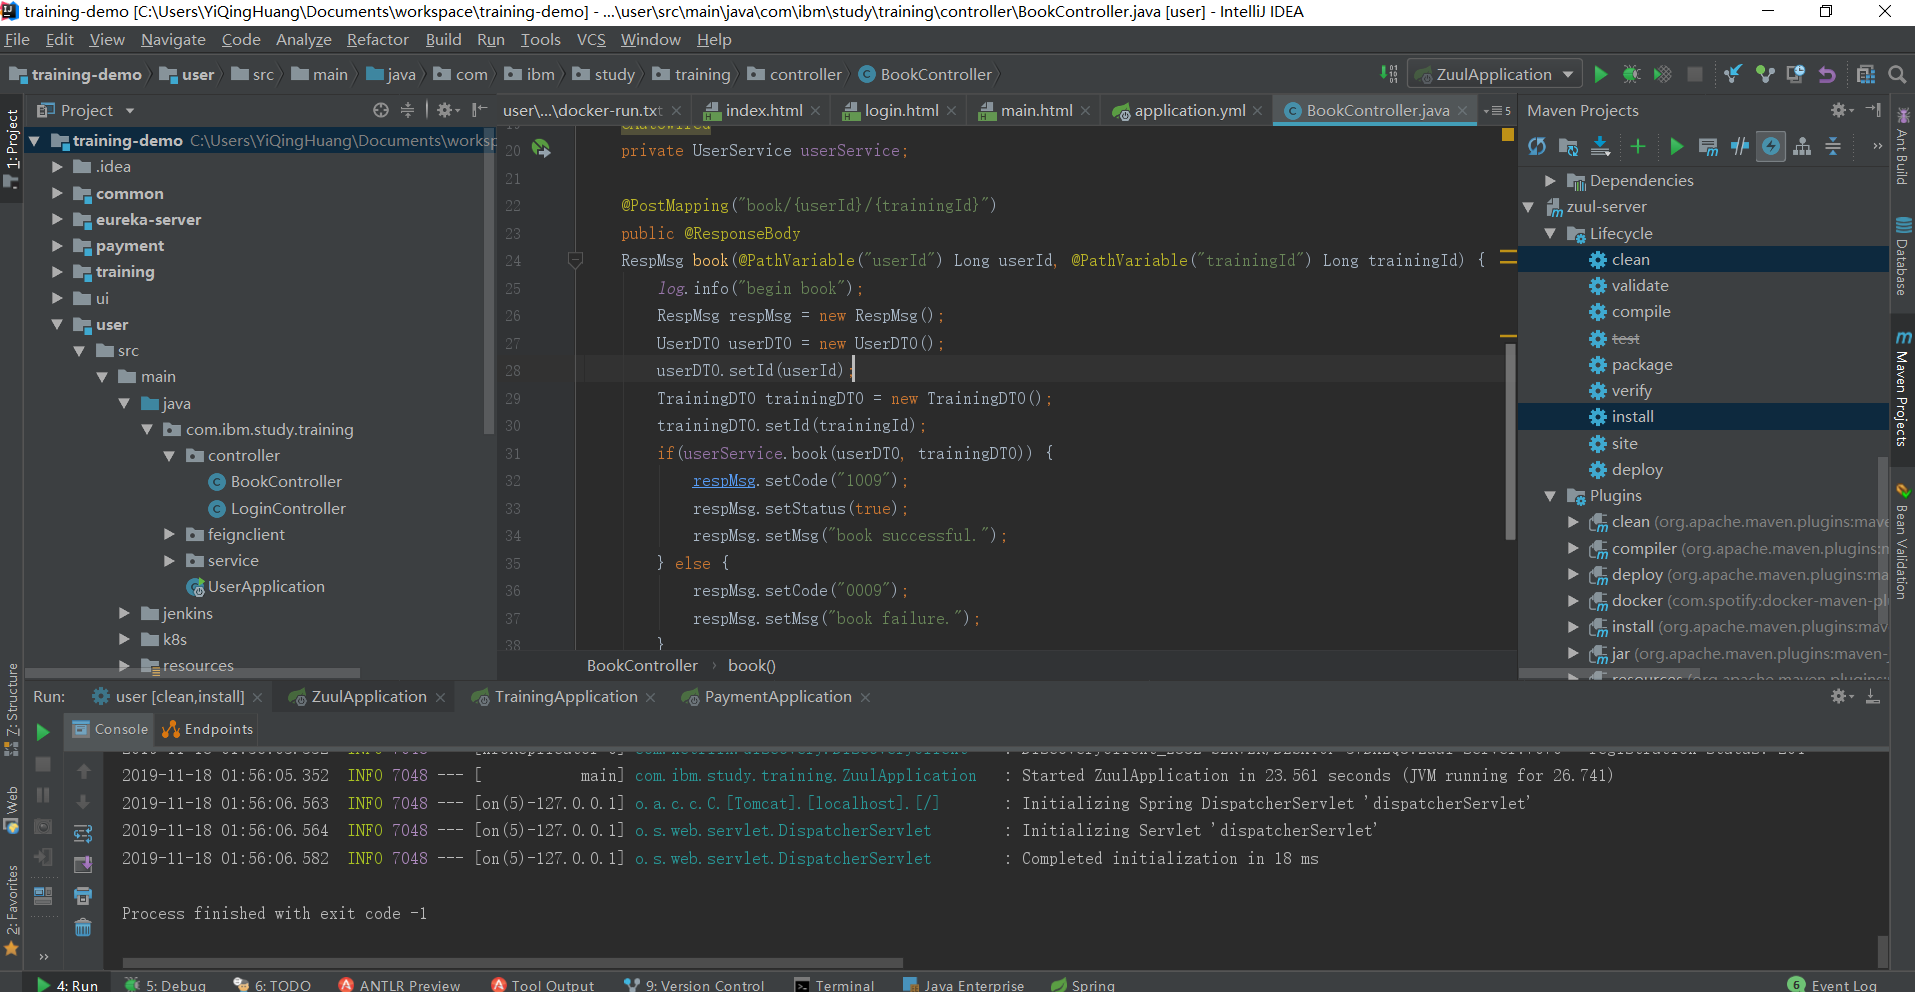 training-demo [C:\Users\YiQingHuang\Documents\workspace\training-demo] - ...\user\src\main\java\com\ibm\study\training\controller\BookController.java [user] - IntelliJ IDEA
File Edit View Navigate Code Analyze Refactor Build Run Tools VCS Window Help
training-demo user src main java com ibm study training controller BookController ZuulApplication
1: Project
Project
training-demo C:\Users\YiQingHuang\Documents\worksp
.idea
common
eureka-server
payment
training
ui
user
src
main
java
com.ibm.study.training
controller
BookController
LoginController
feignclient
service
UserApplication
jenkins
k8s
resources
user\...\docker-run.txt index.html login.html main.html application.yml BookController.java 5
@Autowired
20 private UserService userService;
21
22 @PostMapping("book/{userId}/{trainingId}")
23 public @ResponseBody
24 RespMsg book(@PathVariable("userId") Long userId, @PathVariable("trainingId") Long trainingId) {
25 log.info("begin book");
26 RespMsg respMsg = new RespMsg();
27 UserDTO userDTO = new UserDTO();
28 userDTO.setId(userId);
29 TrainingDTO trainingDTO = new TrainingDTO();
30 trainingDTO.setId(trainingId);
31 if(userService.book(userDTO, trainingDTO)) {
32 respMsg.setCode("1009");
33 respMsg.setStatus(true);
34 respMsg.setMsg("book successful.");
35 } else {
36 respMsg.setCode("0009");
37 respMsg.setMsg("book failure.");
38 }
BookController › book()
Maven Projects
Dependencies
zuul-server
Lifecycle
clean
validate
compile
test
package
verify
install
site
deploy
Plugins
clean (org.apache.maven.plugins:mave
compiler (org.apache.maven.plugins:n
deploy (org.apache.maven.plugins:ma
docker (com.spotify:docker-maven-pl
install (org.apache.maven.plugins:mav
jar (org.apache.maven.plugins:maven-
Ant Build
Database
Maven Projects
Bean Validation
Run: user [clean,install] ZuulApplication TrainingApplication PaymentApplication
Console Endpoints
2019-11-18 01:56:05.352 INFO 7048 --- [ main] com.ibm.study.training.ZuulApplication : Started ZuulApplication in 23.561 seconds (JVM running for 26.741)
2019-11-18 01:56:06.563 INFO 7048 --- [on(5)-127.0.0.1] o.a.c.c.C.[Tomcat].[localhost].[/] : Initializing Spring DispatcherServlet 'dispatcherServlet'
2019-11-18 01:56:06.564 INFO 7048 --- [on(5)-127.0.0.1] o.s.web.servlet.DispatcherServlet : Initializing Servlet 'dispatcherServlet'
2019-11-18 01:56:06.582 INFO 7048 --- [on(5)-127.0.0.1] o.s.web.servlet.DispatcherServlet : Completed initialization in 18 ms
Process finished with exit code -1
7: Structure
Web
2: Favorites
4: Run 5: Debug 6: TODO ANTLR Preview Tool Output 9: Version Control Terminal Java Enterprise Spring 6 Event Log